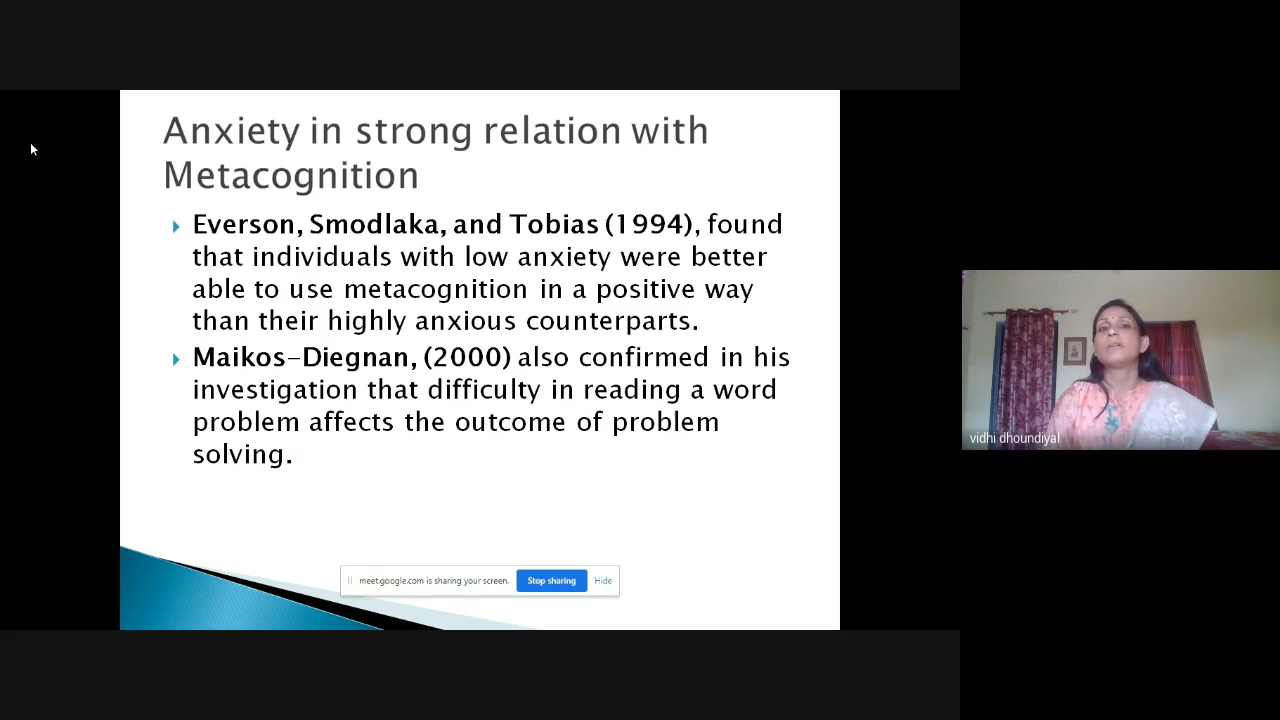 Anxiety in strong relation with
Metacognition
Everson, Smodlaka, and Tobias (1994), found
that individuals with low anxiety were better
able to use metacognition in a positive way
than their highly anxious counterparts.
Maikos-Diegnan, (2000) also confirmed in his
investigation that difficulty in reading a word
problem affects the outcome of problem
solving.
meet.google.com is sharing your screen. Stop sharing Hide
vidhi dhoundiyal